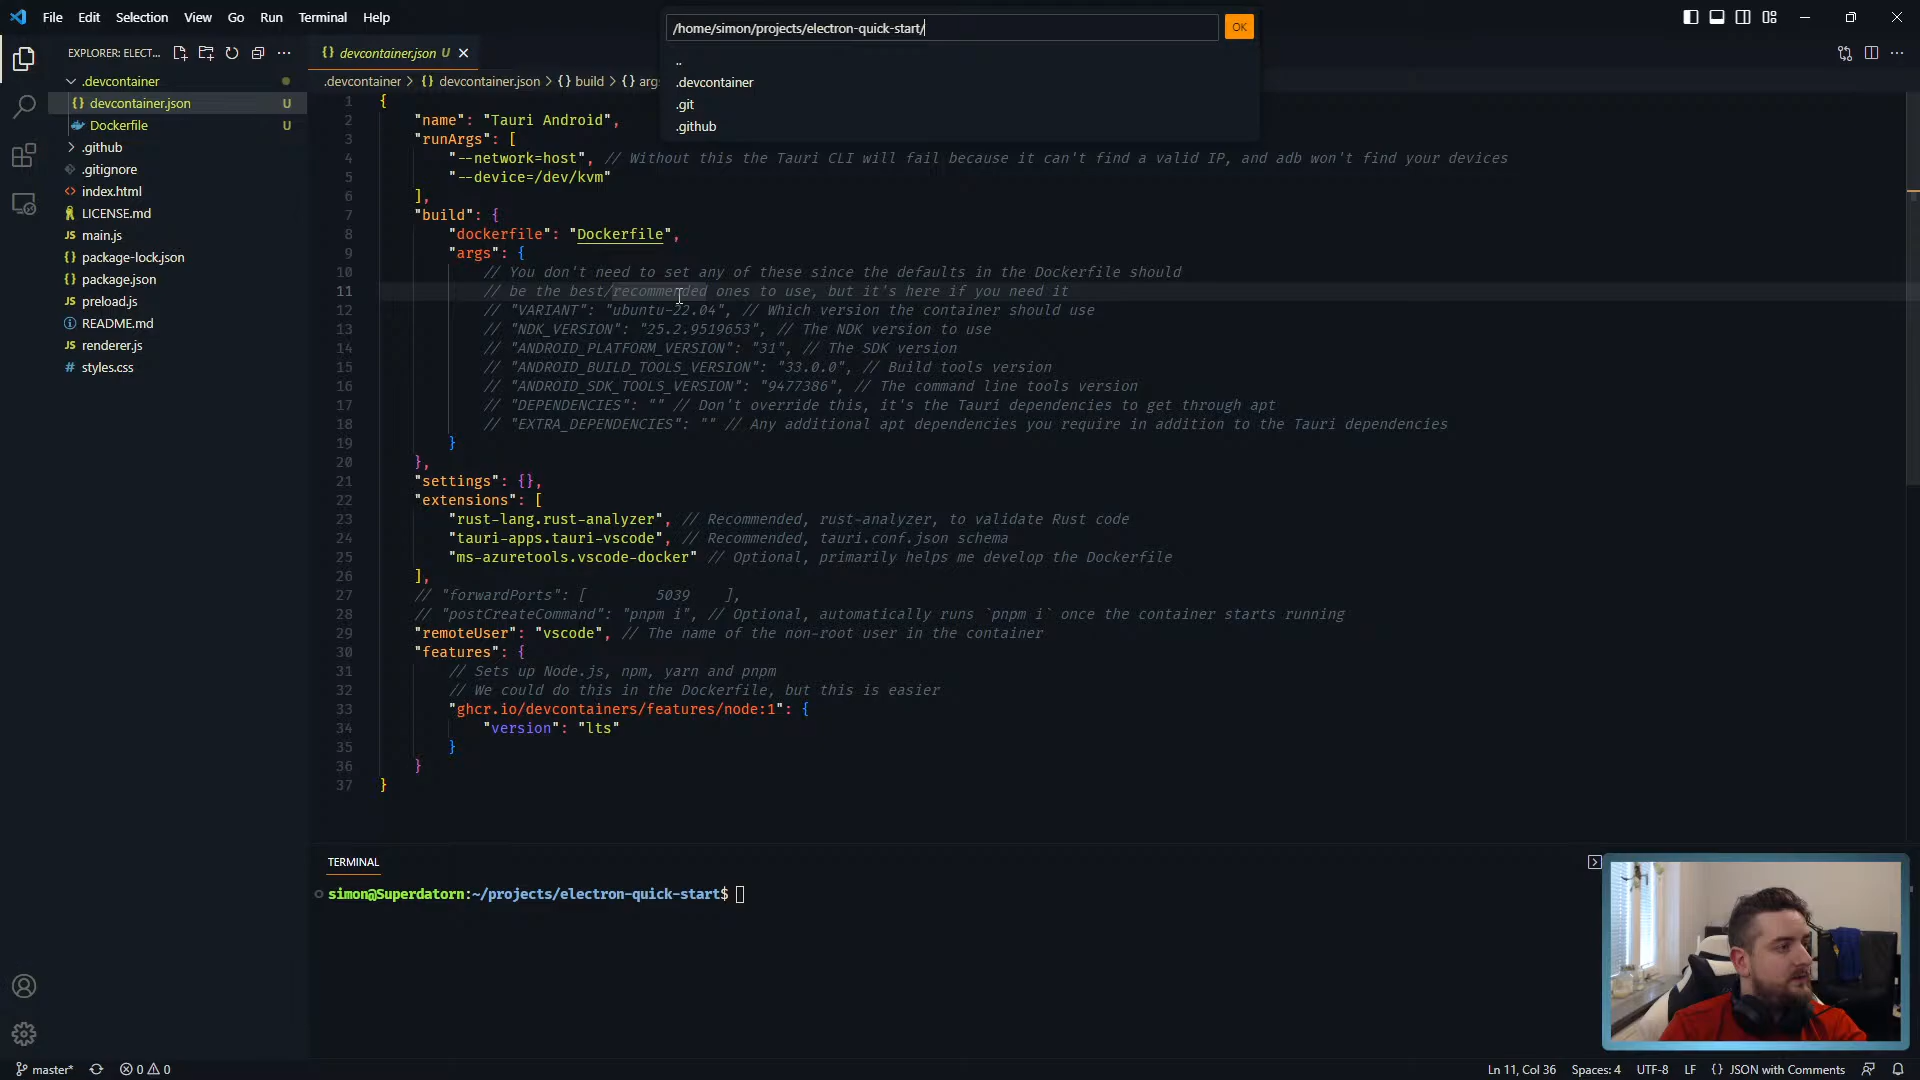 File Edit Selection View Go Run Terminal Help
/home/simon/projects/electron-quick-start/
OK
..
.devcontainer
.git
.github
EXPLORER: ELECT...
.devcontainer
{} devcontainer.json U
Dockerfile U
.github
.gitignore
<> index.html
LICENSE.md
JS main.js
{} package-lock.json
{} package.json
JS preload.js
README.md
JS renderer.js
# styles.css
{} devcontainer.json U
.devcontainer > {} devcontainer.json > {} build > {} arg
1 {
2 "name": "Tauri Android",
3 "runArgs": [
4 "--network=host", // Without this the Tauri CLI will fail because it can't find a valid IP, and adb won't find your devices
5 "--device=/dev/kvm"
6 ],
7 "build": {
8 "dockerfile": "Dockerfile",
9 "args": {
10 // You don't need to set any of these since the defaults in the Dockerfile should
11 // be the best/recommended ones to use, but it's here if you need it
12 // "VARIANT": "ubuntu-22.04", // Which version the container should use
13 // "NDK_VERSION": "25.2.9519653", // The NDK version to use
14 // "ANDROID_PLATFORM_VERSION": "31", // The SDK version
15 // "ANDROID_BUILD_TOOLS_VERSION": "33.0.0", // Build tools version
16 // "ANDROID_SDK_TOOLS_VERSION": "9477386", // The command line tools version
17 // "DEPENDENCIES": "" // Don't override this, it's the Tauri dependencies to get through apt
18 // "EXTRA_DEPENDENCIES": "" // Any additional apt dependencies you require in addition to the Tauri dependencies
19 }
20 },
21 "settings": {},
22 "extensions": [
23 "rust-lang.rust-analyzer", // Recommended, rust-analyzer, to validate Rust code
24 "tauri-apps.tauri-vscode", // Recommended, tauri.conf.json schema
25 "ms-azuretools.vscode-docker" // Optional, primarily helps me develop the Dockerfile
26 ],
27 // "forwardPorts": [ 5039 ],
28 // "postCreateCommand": "pnpm i", // Optional, automatically runs `pnpm i` once the container starts running
29 "remoteUser": "vscode", // The name of the non-root user in the container
30 "features": {
31 // Sets up Node.js, npm, yarn and pnpm
32 // We could do this in the Dockerfile, but this is easier
33 "ghcr.io/devcontainers/features/node:1": {
34 "version": "lts"
35 }
36 }
37 }
TERMINAL
simon@Superdatorn:~/projects/electron-quick-start$
master* 0 0 Ln 11, Col 36 Spaces: 4 UTF-8 LF {} JSON with Comments